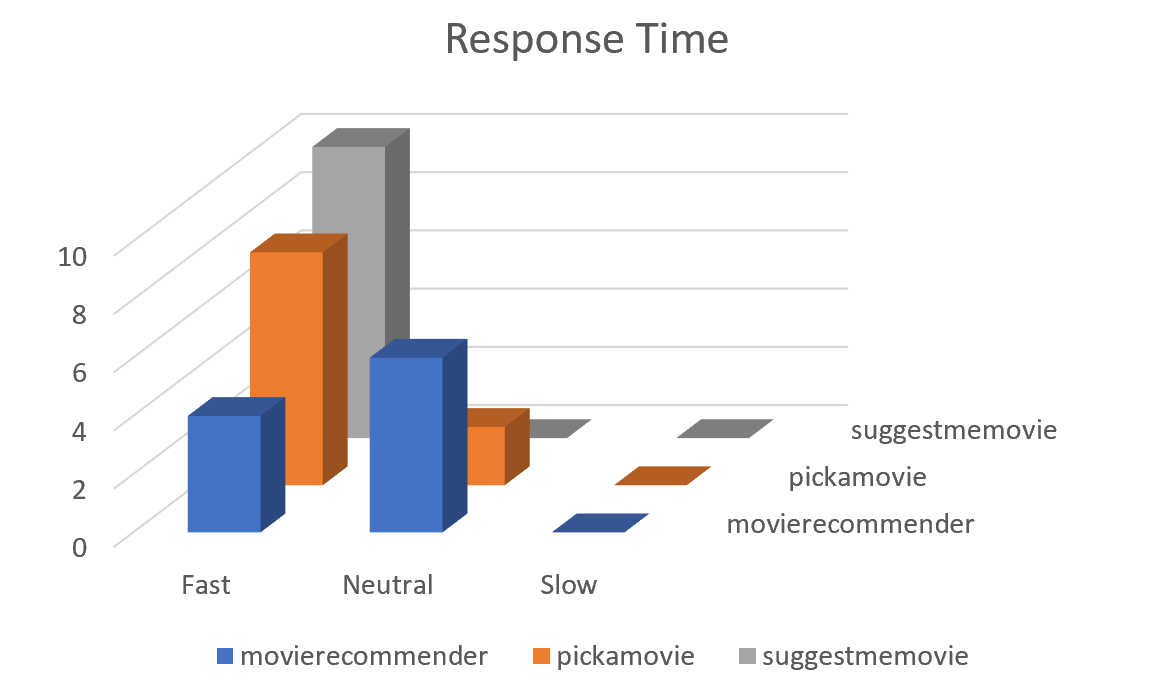 Response Time
10
8
6
4
2
0
suggestmemovie
pickamovie
movierecommender
Fast Neutral Slow
movierecommender pickamovie suggestmemovie